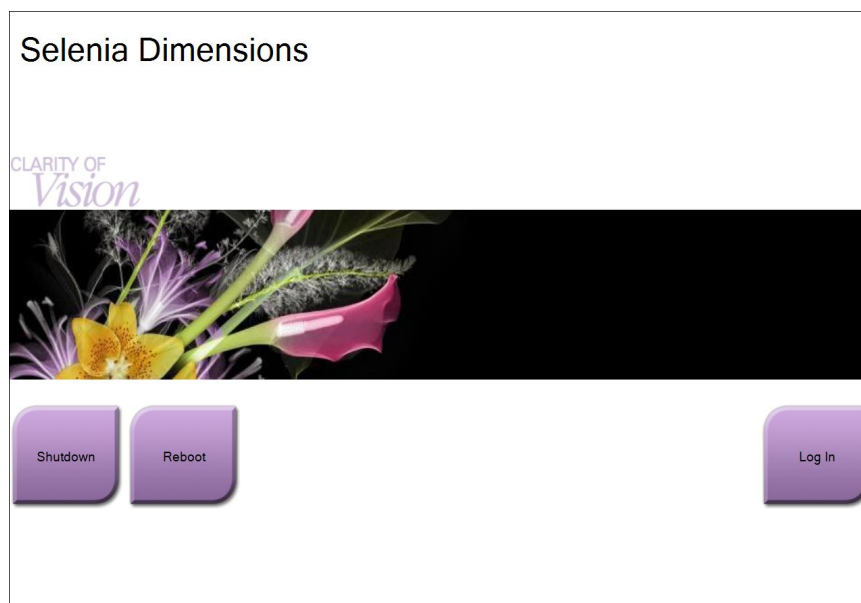 Selenia Dimensions
CLARITY OF
Vision
Shutdown
Reboot
Log In